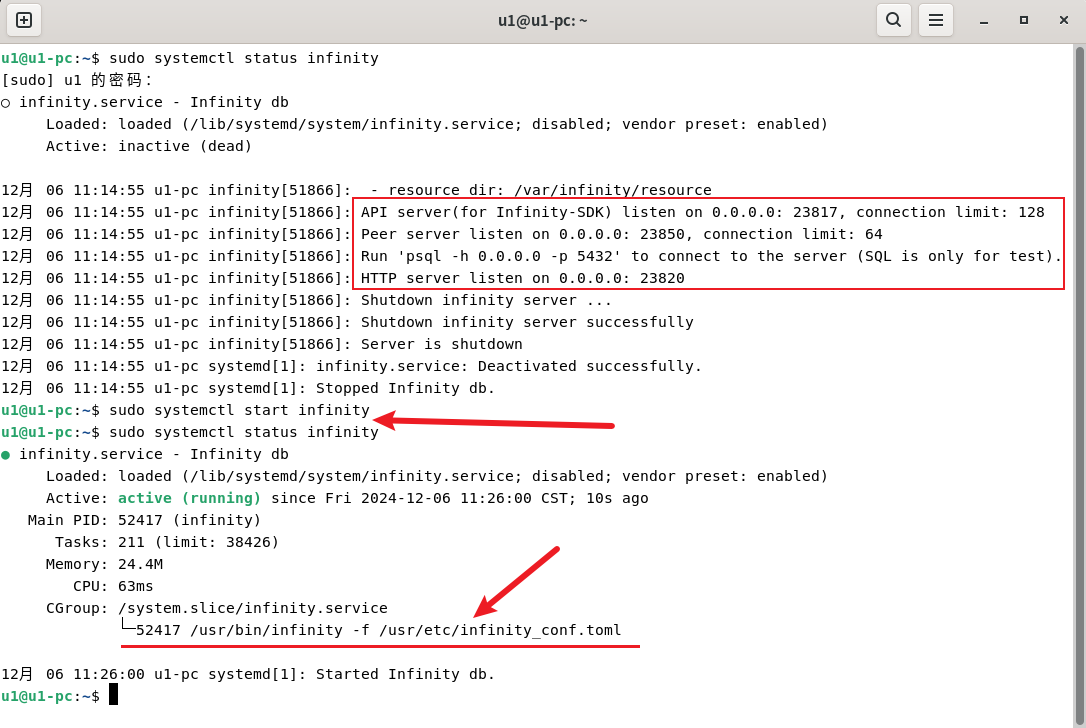 u1@u1-pc: ~
u1@u1-pc:~$ sudo systemctl status infinity
[sudo] u1 的密码：
○ infinity.service - Infinity db
     Loaded: loaded (/lib/systemd/system/infinity.service; disabled; vendor preset: enabled)
     Active: inactive (dead)
12月 06 11:14:55 u1-pc infinity[51866]:  - resource dir: /var/infinity/resource
12月 06 11:14:55 u1-pc infinity[51866]: API server(for Infinity-SDK) listen on 0.0.0.0: 23817, connection limit: 128
12月 06 11:14:55 u1-pc infinity[51866]: Peer server listen on 0.0.0.0: 23850, connection limit: 64
12月 06 11:14:55 u1-pc infinity[51866]: Run 'psql -h 0.0.0.0 -p 5432' to connect to the server (SQL is only for test).
12月 06 11:14:55 u1-pc infinity[51866]: HTTP server listen on 0.0.0.0: 23820
12月 06 11:14:55 u1-pc infinity[51866]: Shutdown infinity server ...
12月 06 11:14:55 u1-pc infinity[51866]: Shutdown infinity server successfully
12月 06 11:14:55 u1-pc infinity[51866]: Server is shutdown
12月 06 11:14:55 u1-pc systemd[1]: infinity.service: Deactivated successfully.
12月 06 11:14:55 u1-pc systemd[1]: Stopped Infinity db.
u1@u1-pc:~$ sudo systemctl start infinity
u1@u1-pc:~$ sudo systemctl status infinity
● infinity.service - Infinity db
     Loaded: loaded (/lib/systemd/system/infinity.service; disabled; vendor preset: enabled)
     Active: active (running) since Fri 2024-12-06 11:26:00 CST; 10s ago
   Main PID: 52417 (infinity)
      Tasks: 211 (limit: 38426)
     Memory: 24.4M
        CPU: 63ms
     CGroup: /system.slice/infinity.service
             └─52417 /usr/bin/infinity -f /usr/etc/infinity_conf.toml
12月 06 11:26:00 u1-pc systemd[1]: Started Infinity db.
u1@u1-pc:~$